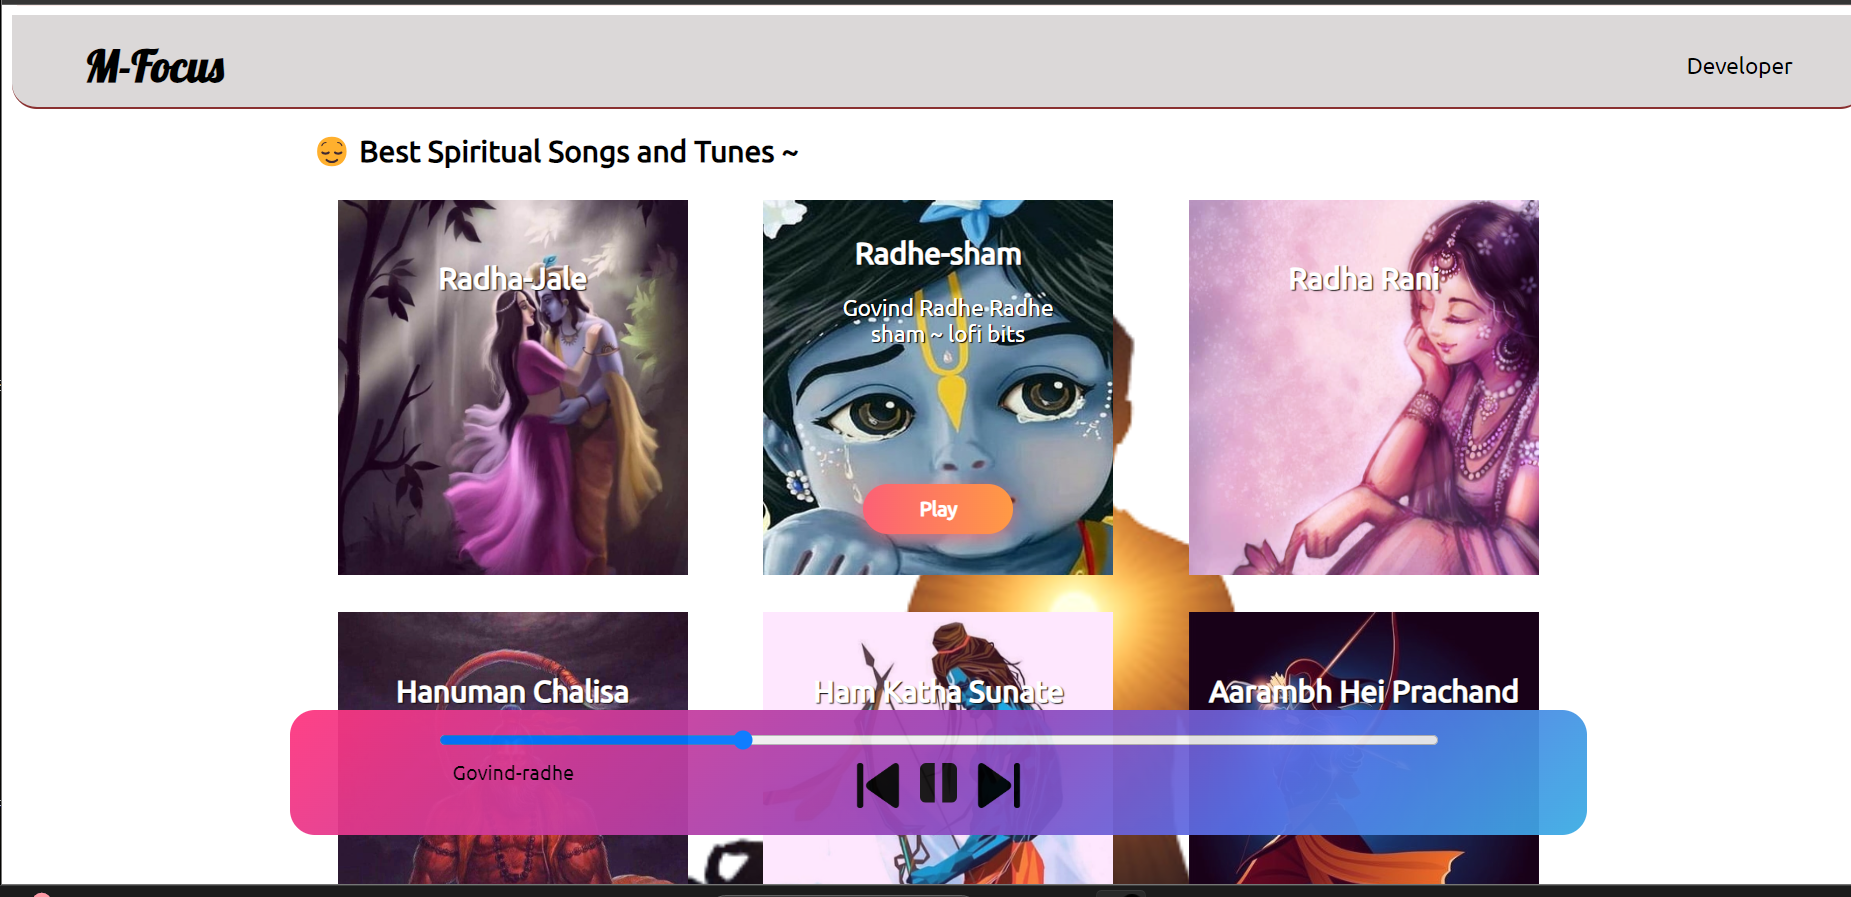 M-Focus
Developer
😌 Best Spiritual Songs and Tunes ~
Radha-Jale
Radhe-sham
Govind Radhe-Radhe
sham ~ lofi bits
Play
Radha Rani
Hanuman Chalisa
Ham Katha Sunate
Aarambh Hei Prachand
Govind-radhe